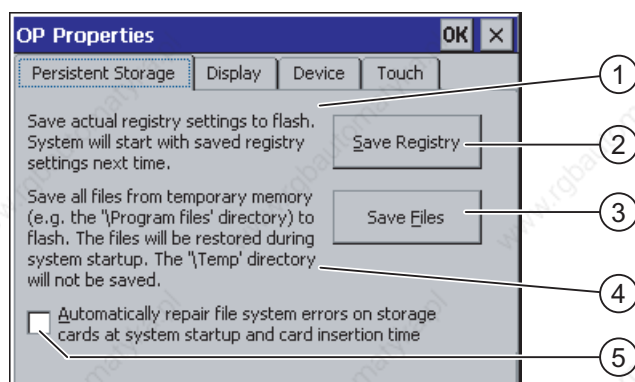 OP Properties OK ×
Persistent Storage Display Device Touch
1
Save actual registry settings to flash.
System will start with saved registry
settings next time.
Save Registry
2
Save all files from temporary memory
(e.g. the '\Program files' directory) to
flash. The files will be restored during
system startup. The '\Temp' directory
will not be saved.
Save Files
3
4
Automatically repair file system errors on storage
cards at system startup and card insertion time
5